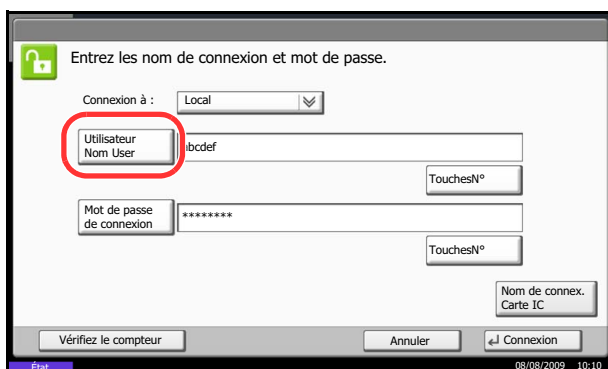 Entrez les nom de connexion et mot de passe.
Connexion à :
Local
Utilisateur
Nom User
abcdef
TouchesN°
Mot de passe
de connexion
********
TouchesN°
Nom de connex.
Carte IC
Vérifiez le compteur
Annuler
Connexion
État
08/08/2009 10:10